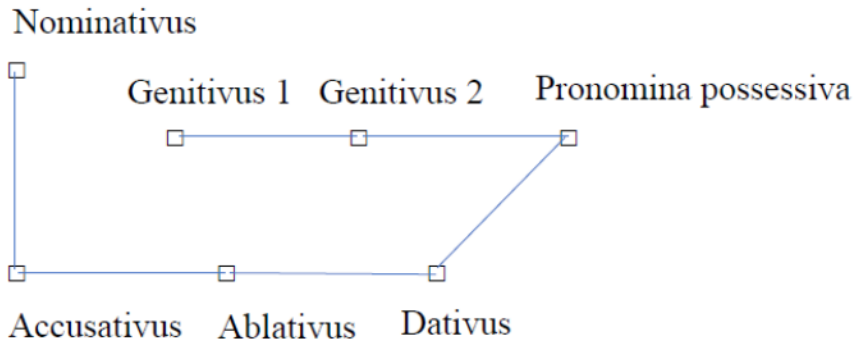 Nominativus
Genitivus 1 Genitivus 2 Pronomina possessiva
Accusativus Ablativus Dativus